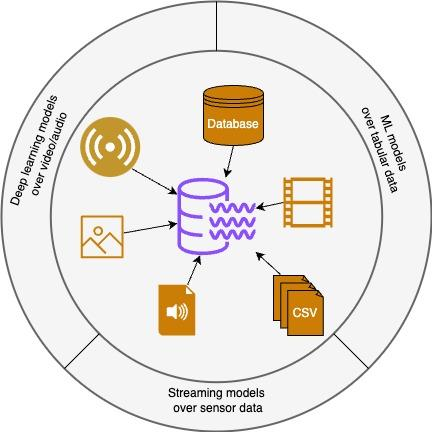 Deep learning models
over video/audio
ML models
over tabular data
Database
CSV
Streaming models
over sensor data